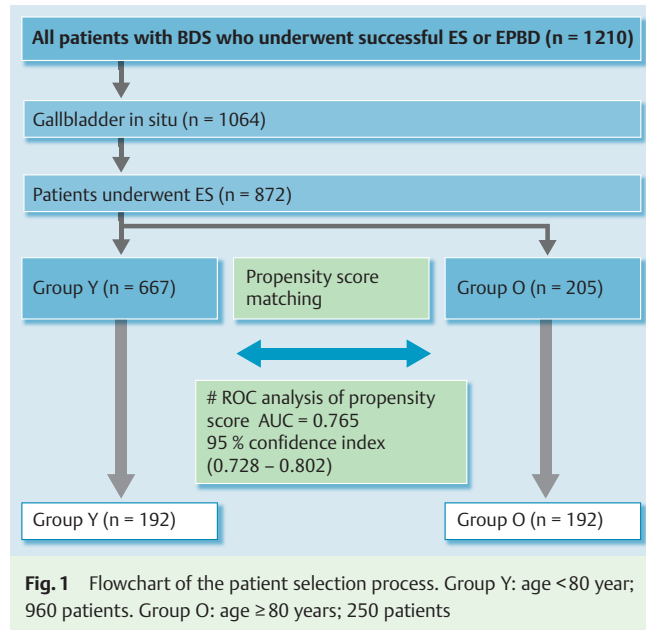 All patients with BDS who underwent successful ES or EPBD (n = 1210)
Gallbladder in situ (n = 1064)
Patients underwent ES (n = 872)
Group Y (n = 667)
Propensity score
matching
Group O (n = 205)
# ROC analysis of propensity
score AUC = 0.765
95 % confidence index
(0.728 – 0.802)
Group Y (n = 192)
Group O (n = 192)
Fig. 1 Flowchart of the patient selection process. Group Y: age < 80 year;
960 patients. Group O: age ≥ 80 years; 250 patients